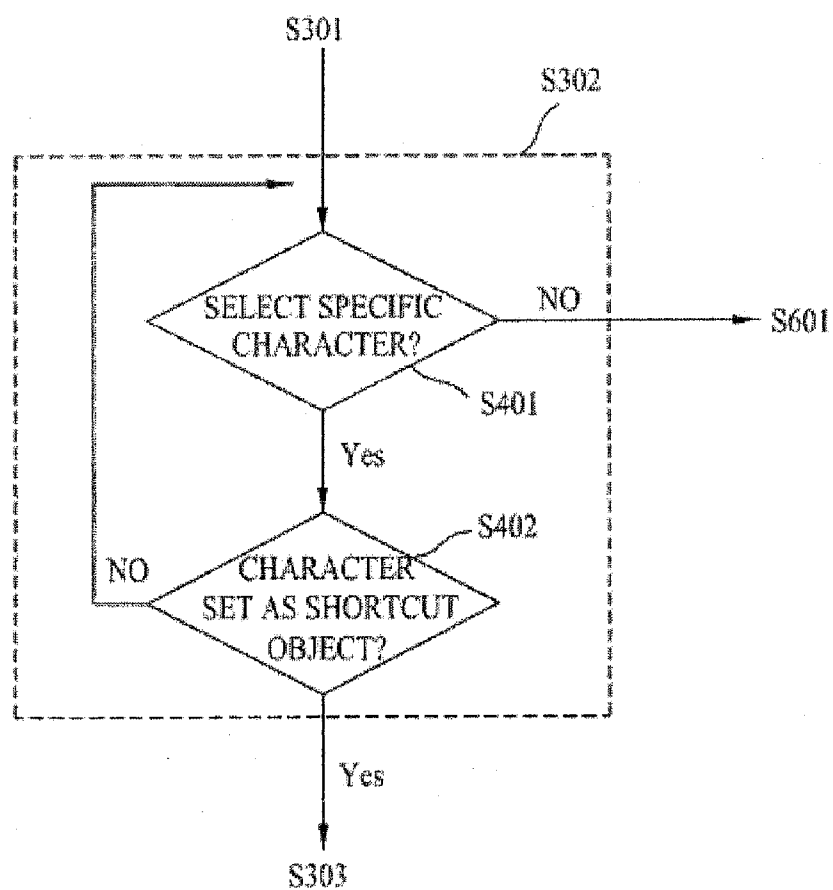 S301
S302
SELECT SPECIFIC
CHARACTER?
NO
S601
S401
Yes
S402
NO
CHARACTER
SET AS SHORTCUT
OBJECT?
Yes
S303